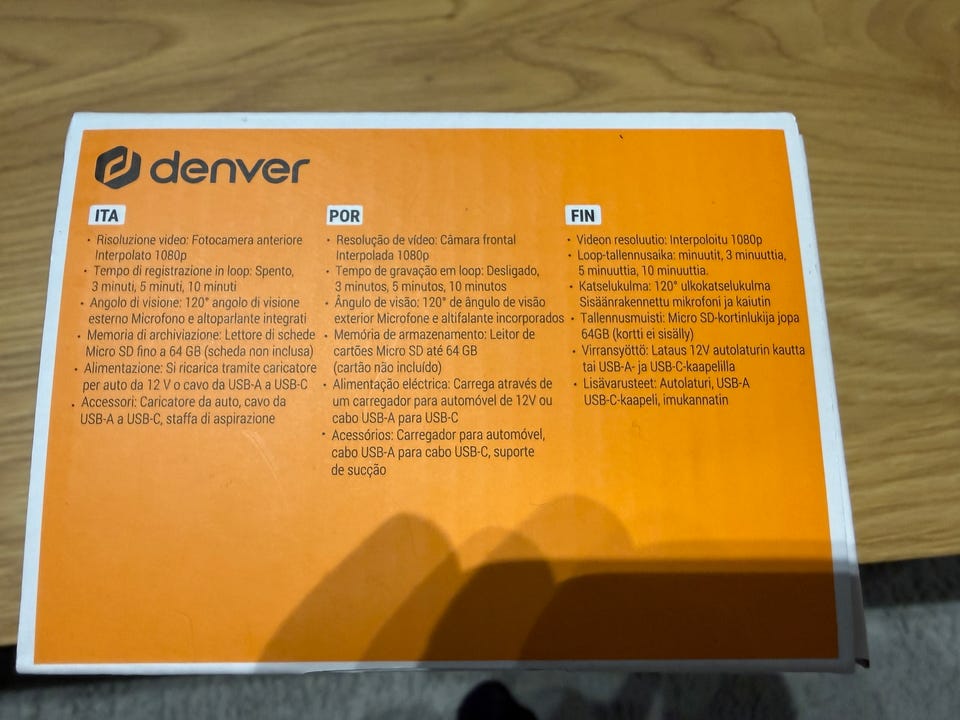 denver
ITA
• Risoluzione video: Fotocamera anteriore
Interpolato 1080p
• Tempo di registrazione in loop: Spento,
3 minuti, 5 minuti, 10 minuti
• Angolo di visione: 120° angolo di visione
esterno Microfono e altoparlante integrati
• Memoria di archiviazione: Lettore di schede
Micro SD fino a 64 GB (scheda non inclusa)
• Alimentazione: Si ricarica tramite caricatore
per auto da 12 V o cavo da USB-A a USB-C
• Accessori: Caricatore da auto, cavo da
USB-A a USB-C, staffa di aspirazione
POR
• Resolução de vídeo: Câmara frontal
Interpolada 1080p
• Tempo de gravação em loop: Desligado,
3 minutos, 5 minutos, 10 minutos
• Ângulo de visão: 120° de ângulo de visão
exterior Microfone e altifalante incorporados
• Memória de armazenamento: Leitor de
cartões Micro SD até 64 GB
(cartão não incluído)
• Alimentação eléctrica: Carrega através de
um carregador para automóvel de 12V ou
cabo USB-A para USB-C
• Acessórios: Carregador para automóvel,
cabo USB-A para cabo USB-C, suporte
de sucção
FIN
• Videon resoluutio: Interpoloitu 1080p
• Loop-tallennusaika: minuutit, 3 minuuttia,
5 minuuttia, 10 minuuttia.
• Katselukulma: 120° ulkokatselukulma
Sisäänrakennettu mikrofoni ja kaiutin
• Tallennusmuisti: Micro SD-kortinlukija jopa
64GB (kortti ei sisälly)
• Virransyöttö: Lataus 12V autolaturin kautta
tai USB-A- ja USB-C-kaapelilla
• Lisävarusteet: Autolaturi, USB-A
USB-C-kaapeli, imukannatin